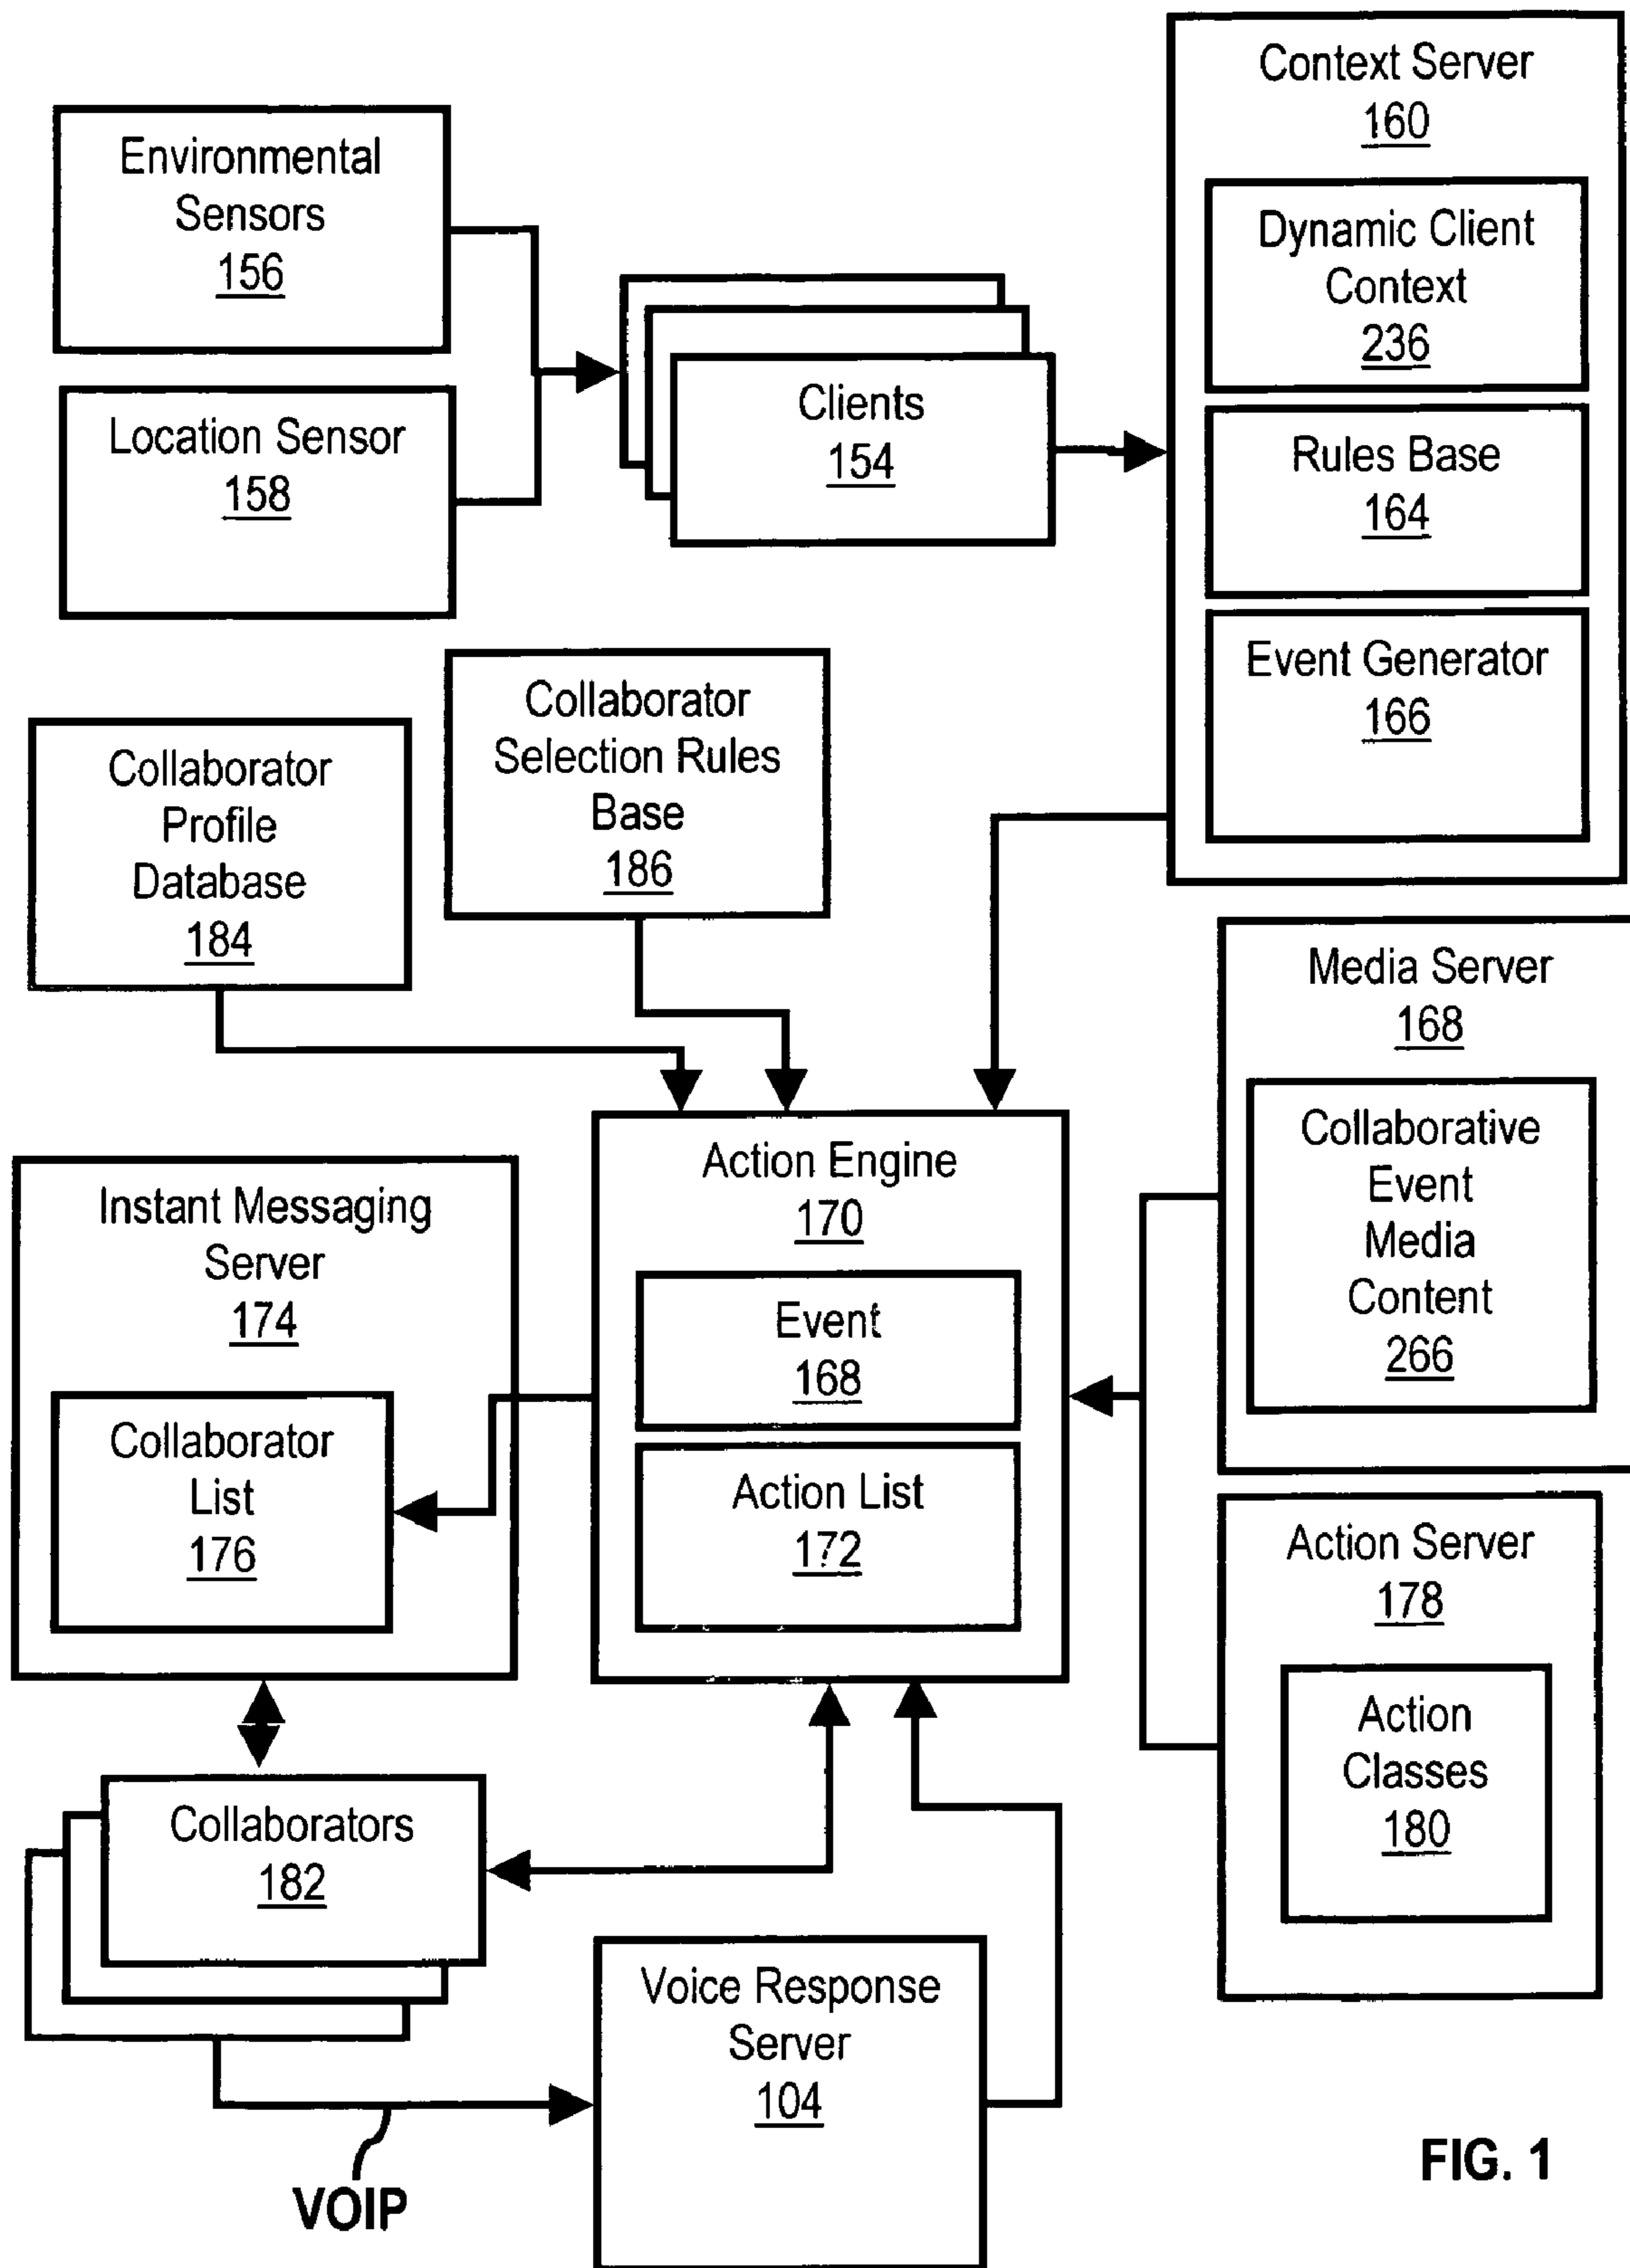 Context Server
160
Environmental
Sensors
156
Dynamic Client
Context
236
Clients
154
Location Sensor
158
Rules Base
164
Event Generator
166
Collaborator
Selection Rules
Base
186
Collaborator
Profile
Database
184
Media Server
168
Collaborative
Event
Media
Content
266
Action Engine
170
Instant Messaging
Server
174
Event
168
Collaborator
List
176
Action List
172
Action Server
178
Action
Classes
180
Collaborators
182
Voice Response
Server
104
VOIP
FIG. 1